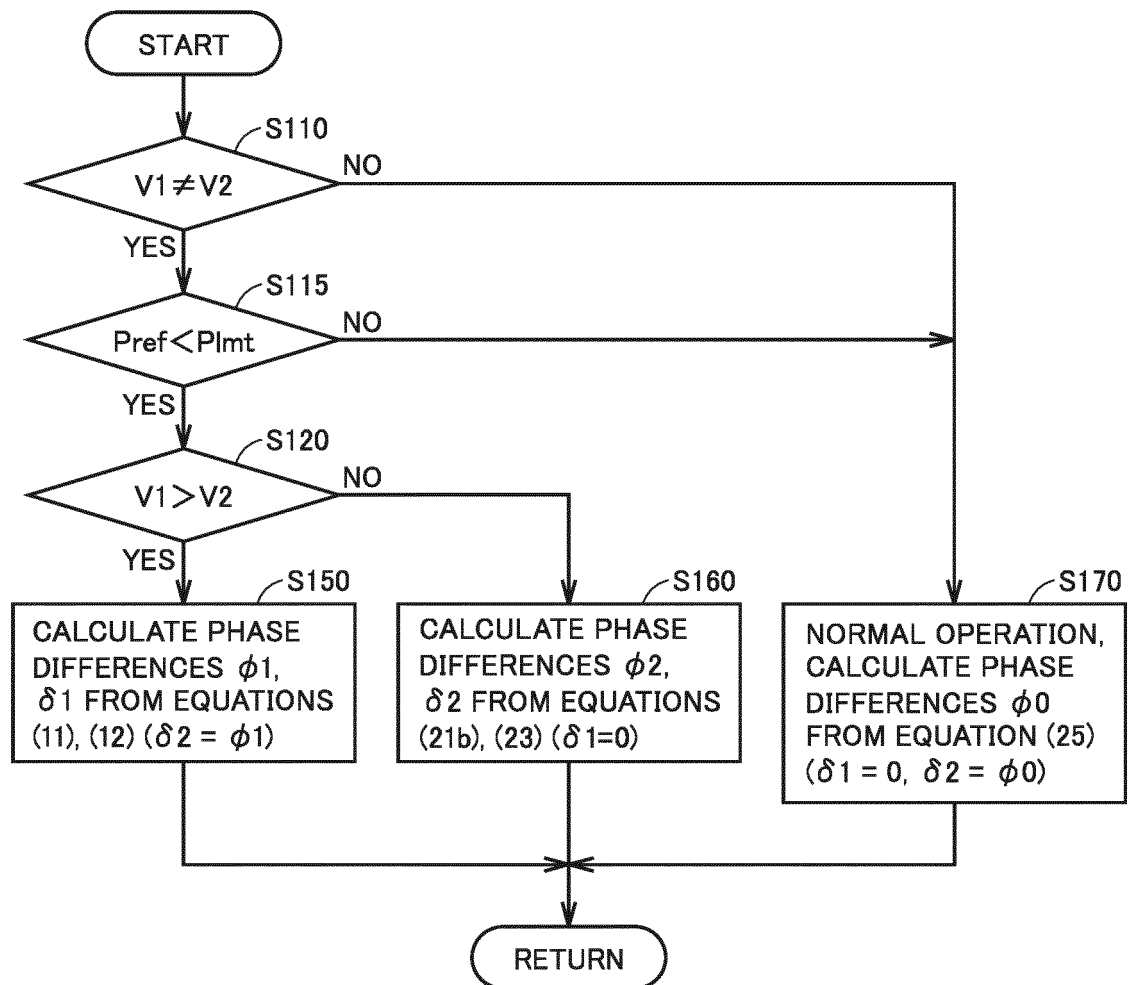 START
S110
V1≠V2
NO
YES
S115
Pref<Plmt
NO
YES
S120
V1>V2
NO
YES
S150
CALCULATE PHASE
DIFFERENCES ϕ1,
δ1 FROM EQUATIONS
(11), (12) (δ2 = ϕ1)
S160
CALCULATE PHASE
DIFFERENCES ϕ2,
δ2 FROM EQUATIONS
(21b), (23) (δ1=0)
S170
NORMAL OPERATION,
CALCULATE PHASE
DIFFERENCES ϕ0
FROM EQUATION (25)
(δ1 = 0, δ2 = ϕ0)
RETURN